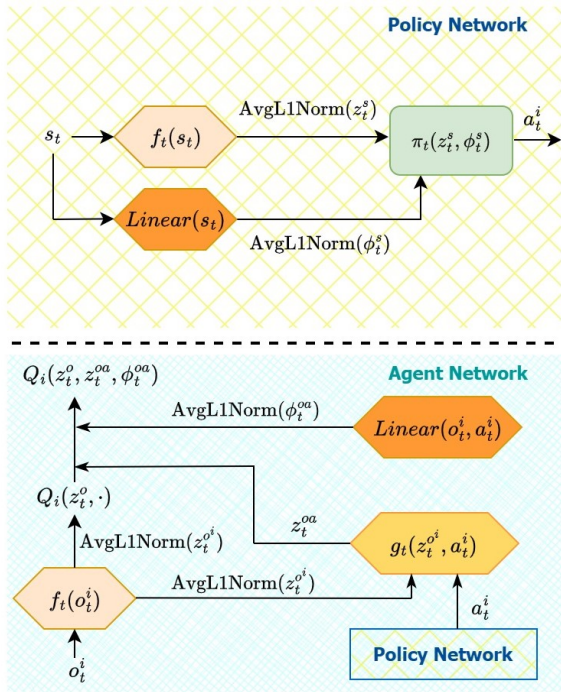 Policy Network
AvgL1Norm(z_t^s)
s_t
f_t(s_t)
π_t(z_t^s, ϕ_t^s)
a_t^i
Linear(s_t)
AvgL1Norm(ϕ_t^s)
Agent Network
Q_i(z_t^o, z_t^{oa}, ϕ_t^{oa})
AvgL1Norm(ϕ_t^{oa})
Linear(o_t^i, a_t^i)
Q_i(z_t^o, ·)
z_t^{oa}
g_t(z_t^{o^i}, a_t^i)
AvgL1Norm(z_t^{o^i})
AvgL1Norm(z_t^{o^i})
f_t(o_t^i)
a_t^i
Policy Network
o_t^i